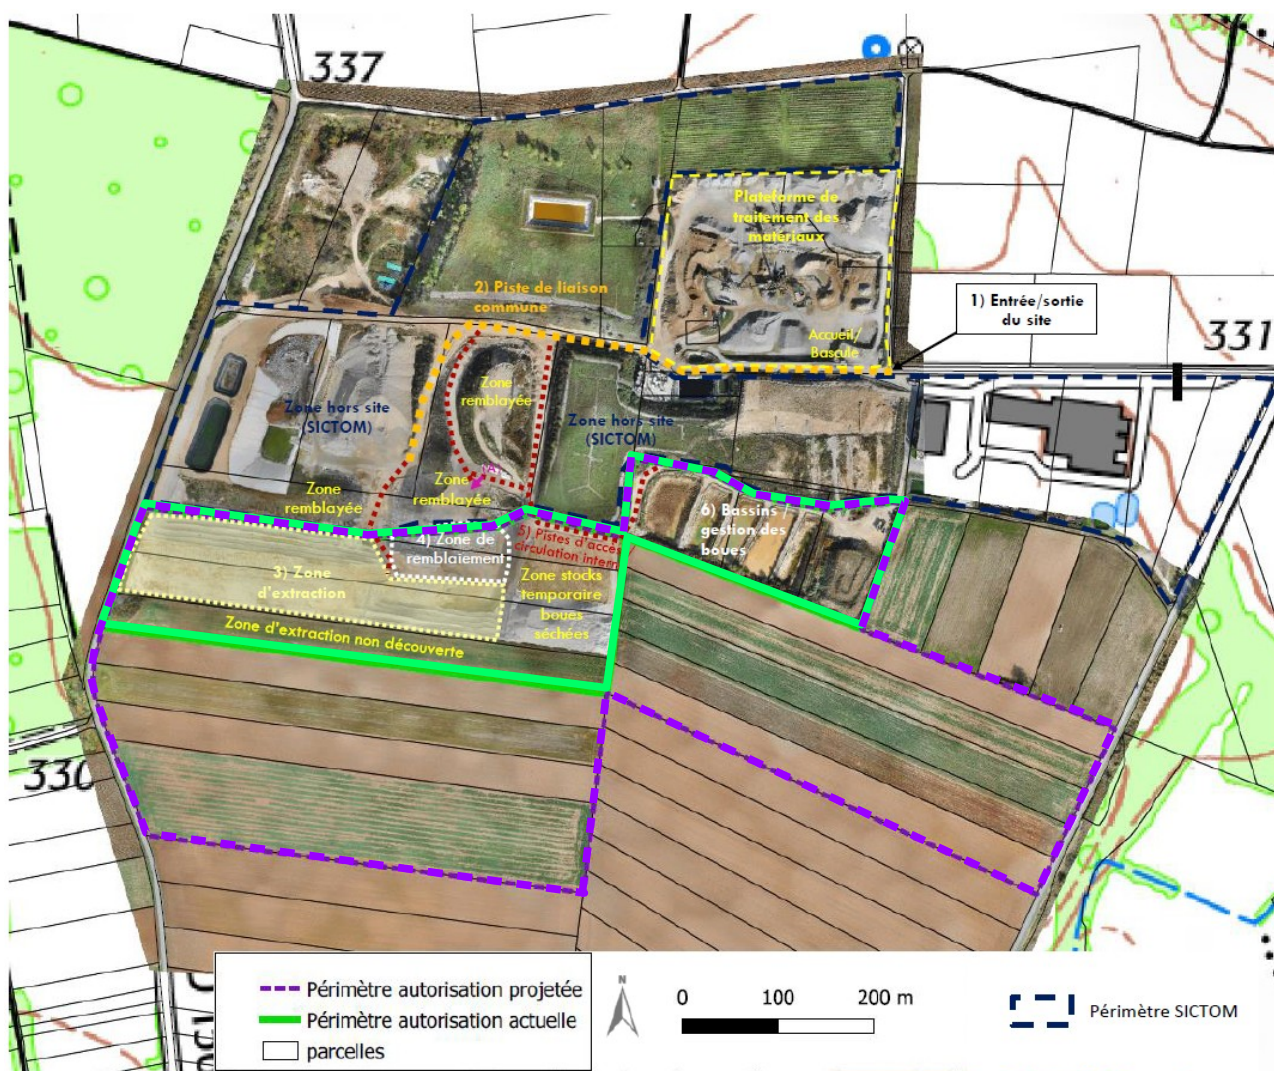 337
Plateforme de
traitement des
matériaux
2) Piste de liaison
commune
1) Entrée/sortie
du site
331
Accueil/
Bascule
Zone
remblayée
Zone hors site
(SICTOM)
Zone hors site
(SICTOM)
Zone
remblayée
Zone
remblayée
6) Bassins /
gestion des
boues
4) Zone de
remblaiement
5) Pistes d'accès
circulation intern
3) Zone
d'extraction
Zone stocks
temporaire
boues
séchées
Zone d'extraction non découverte
330
Périmètre autorisation projetée
Périmètre autorisation actuelle
parcelles
N
0 100 200 m
Périmètre SICTOM